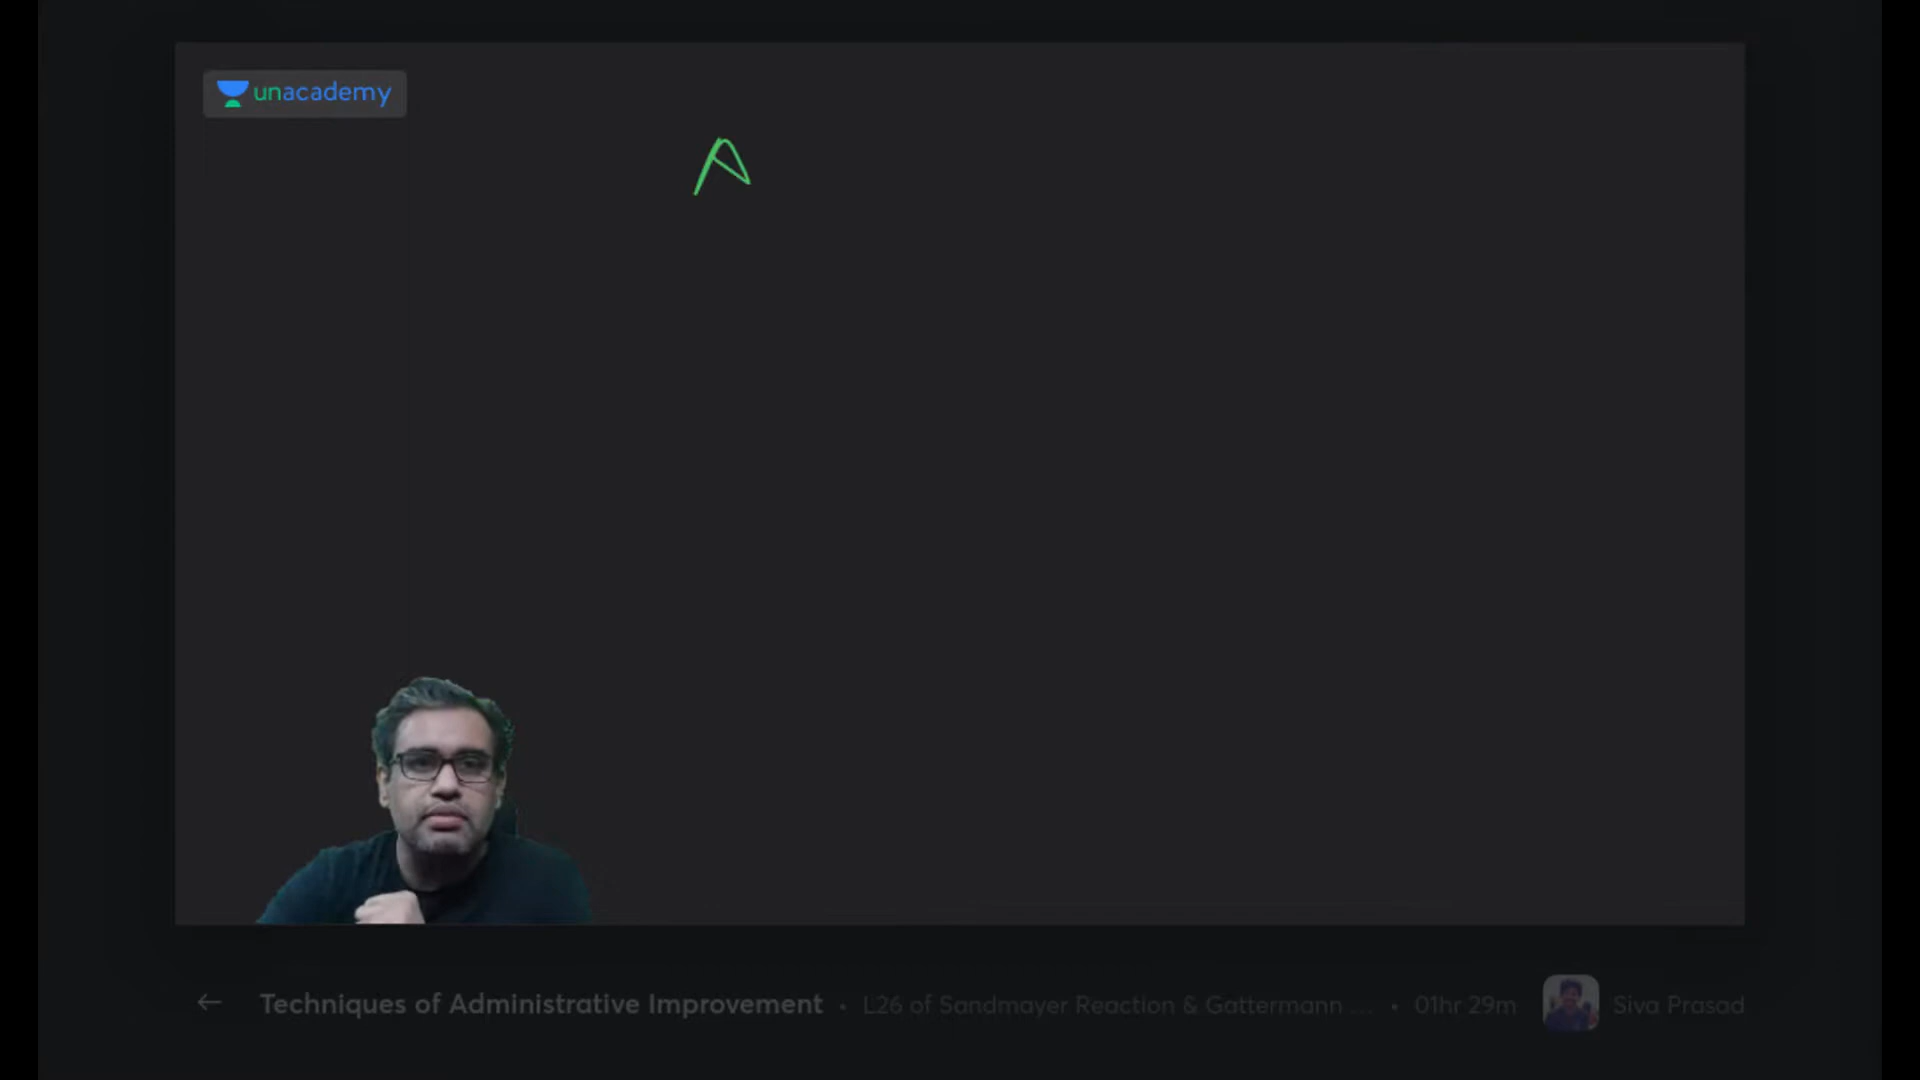 unacademy
A
Techniques of Administrative Improvement • L26 of Sandmayer Reaction & Gattermann ... • 01hr 29m Siva Prasad